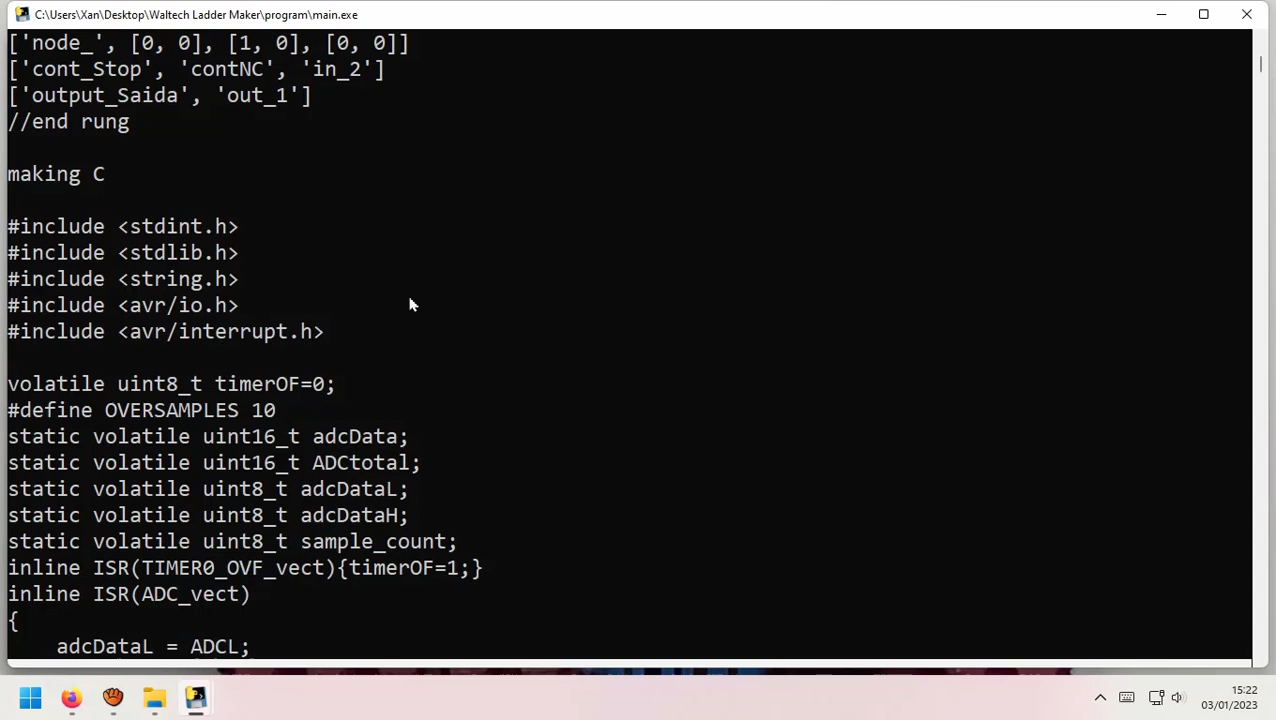 C:\Users\Xan\Desktop\Waltech Ladder Maker\program\main.exe
['node_', [0, 0], [1, 0], [0, 0]]
['cont_Stop', 'contNC', 'in_2']
['output_Saida', 'out_1']
//end rung
making C
#include <stdint.h>
#include <stdlib.h>
#include <string.h>
#include <avr/io.h>
#include <avr/interrupt.h>
volatile uint8_t timerOF=0;
#define OVERSAMPLES 10
static volatile uint16_t adcData;
static volatile uint16_t ADCtotal;
static volatile uint8_t adcDataL;
static volatile uint8_t adcDataH;
static volatile uint8_t sample_count;
inline ISR(TIMER0_OVF_vect){timerOF=1;}
inline ISR(ADC_vect)
{
    adcDataL = ADCL;
15:22
03/01/2023